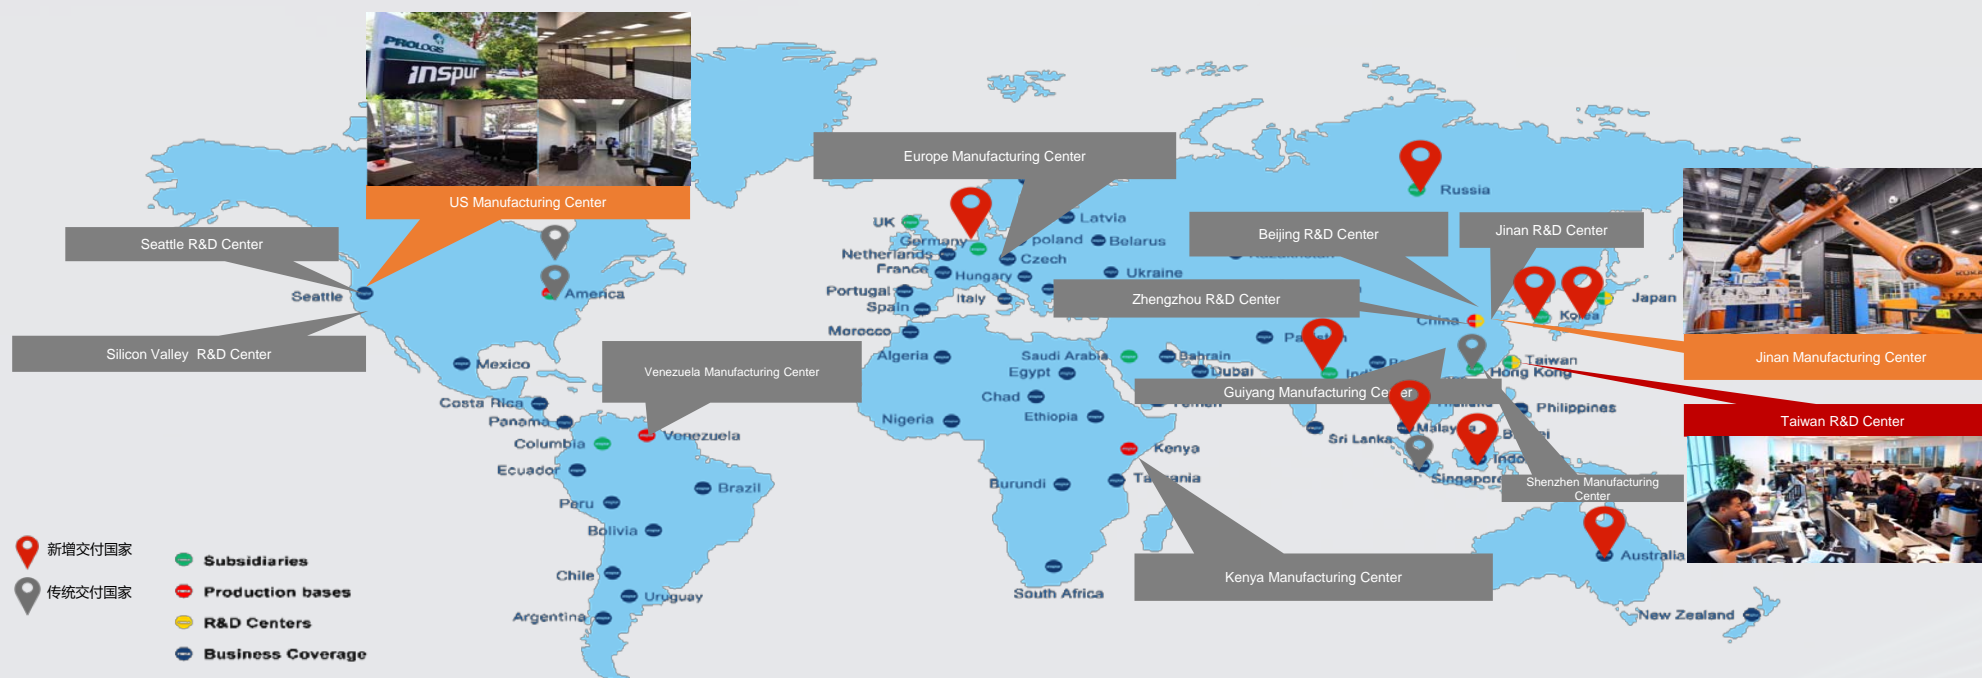 PROLOGIS
inspur
US Manufacturing Center
Seattle R&D Center
Silicon Valley R&D Center
Europe Manufacturing Center
Venezuela Manufacturing Center
Beijing R&D Center
Jinan R&D Center
Zhengzhou R&D Center
Guiyang Manufacturing Center
Jinan Manufacturing Center
Taiwan R&D Center
Shenzhen Manufacturing
Center
Kenya Manufacturing Center
KUKA
Seattle
America
Mexico
Costa Rica
Panama
Columbia
Venezuela
Ecuador
Brazil
Peru
Bolivia
Chile
Uruguay
Argentina
UK
Germany
Netherlands
France
Hungary
Portugal
Spain
Italy
Morocco
poland
Czech
Latvia
Belarus
Ukraine
Russia
Algeria
Saudi Arabia
Egypt
Bahrain
Dubai
Chad
Nigeria
Ethiopia
Kenya
Burundi
Tanzania
South Africa
China
Korea
Japan
Taiwan
Hong Kong
Philippines
Sri Lanka
Singapore
Australia
New Zealand
新增交付国家
传统交付国家
Subsidiaries
Production bases
R&D Centers
Business Coverage